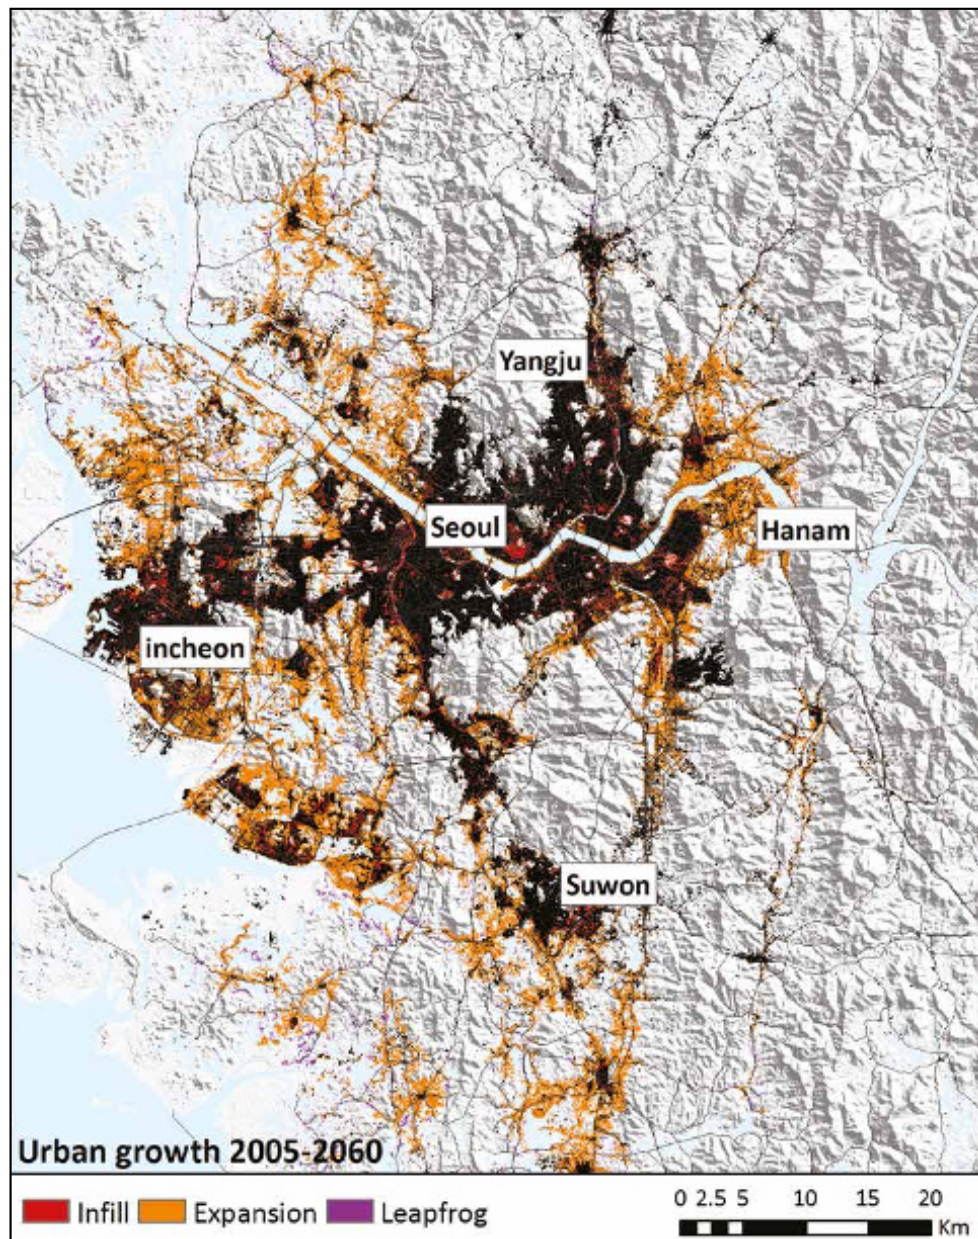 Yangju
Seoul
Hanam
incheon
Suwon
Urban growth 2005-2060
Infill Expansion Leapfrog
0 2.5 5 10 15 20
Km